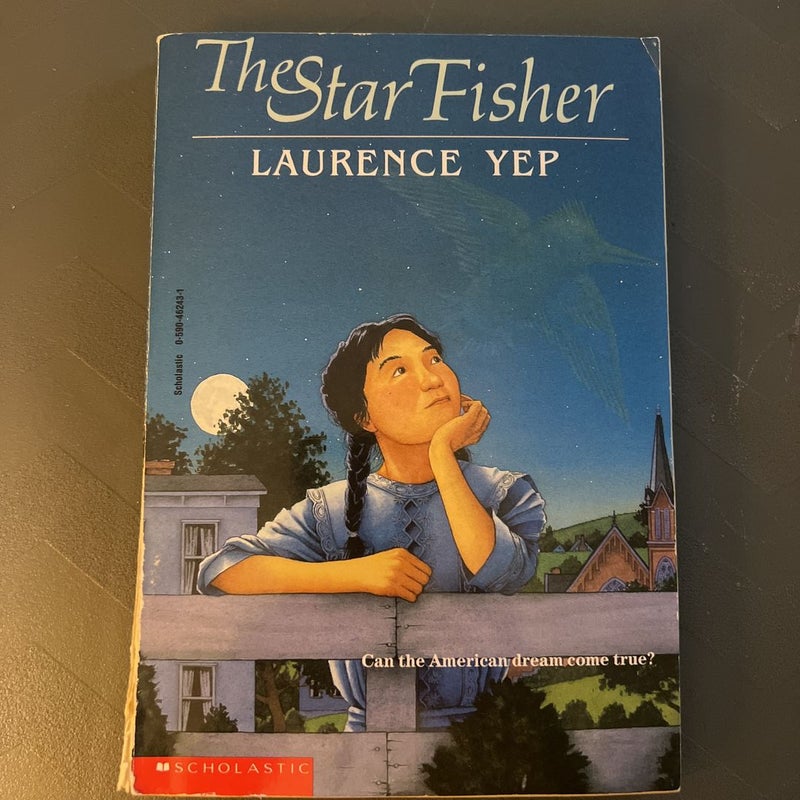 The Star Fisher
LAURENCE YEP
Scholastic 0-590-46243-1
Can the American dream come true?
SCHOLASTIC